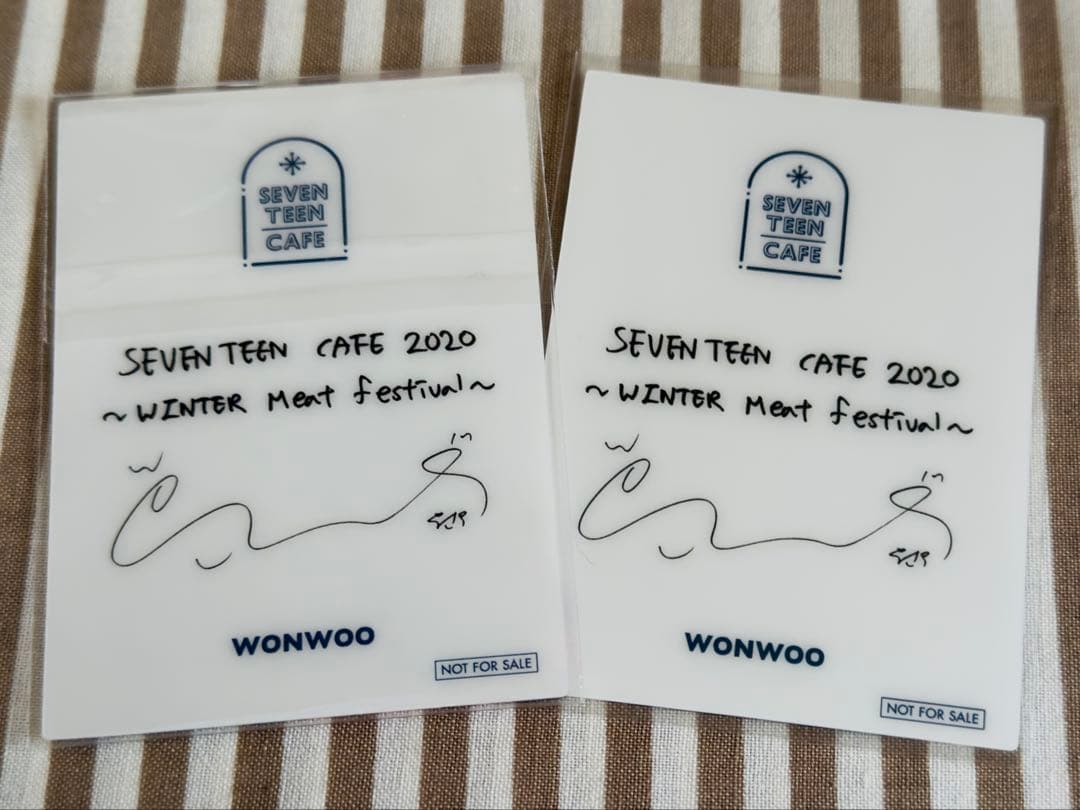 SEVEN
TEEN
CAFE
SEVENTEEN CAFE 2020
~WINTER Meat festival~
WONWOO
NOT FOR SALE
SEVEN
TEEN
CAFE
SEVENTEEN CAFE 2020
~WINTER Meat festival~
WONWOO
NOT FOR SALE